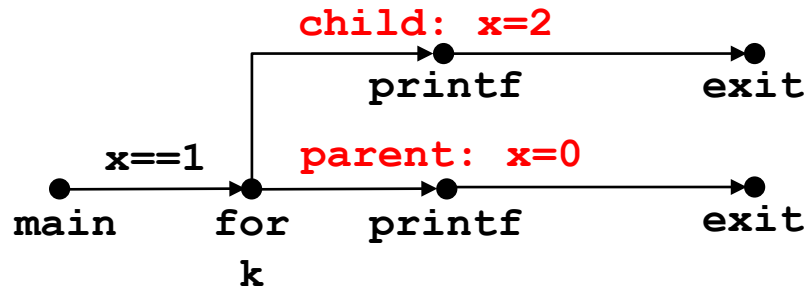 child: x=2
printf exit
x==1 parent: x=0
main for printf exit
k